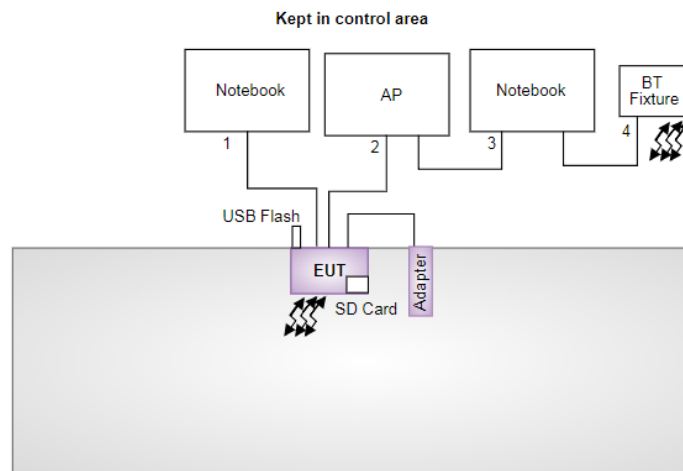 Kept in control area
Notebook
AP
Notebook
BT
Fixture
1
2
3
4
USB Flash
EUT
SD Card
Adapter